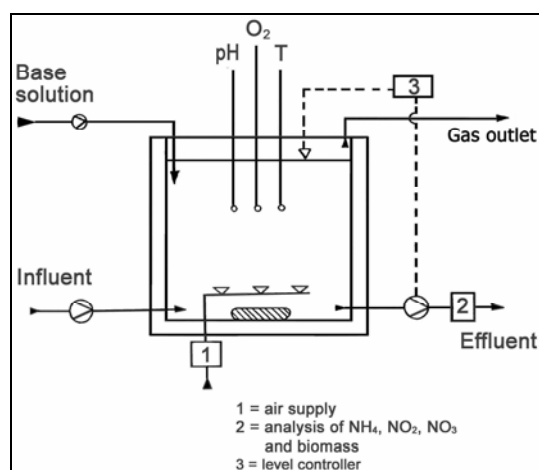 O₂
pH
T
Base
solution
3
Gas outlet
Influent
2
Effluent
1
1 = air supply
2 = analysis of NH₄, NO₂, NO₃
and biomass
3 = level controller